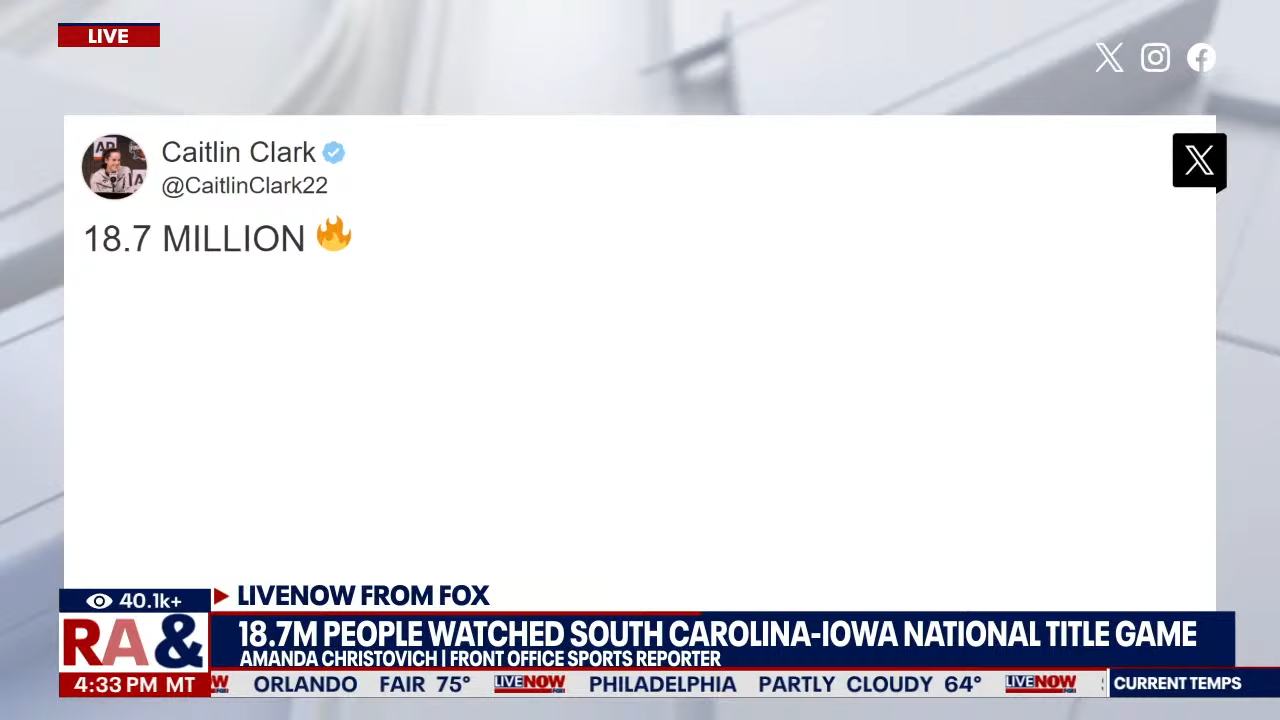 LIVE
Caitlin Clark
@CaitlinClark22
18.7 MILLION 🔥
40.1k+
LIVENOW FROM FOX
RA&
18.7M PEOPLE WATCHED SOUTH CAROLINA-IOWA NATIONAL TITLE GAME
AMANDA CHRISTOVICH | FRONT OFFICE SPORTS REPORTER
4:33 PM MT
ORLANDO FAIR 75° LIVENOW FOX PHILADELPHIA PARTLY CLOUDY 64° LIVENOW FOX CURRENT TEMPS